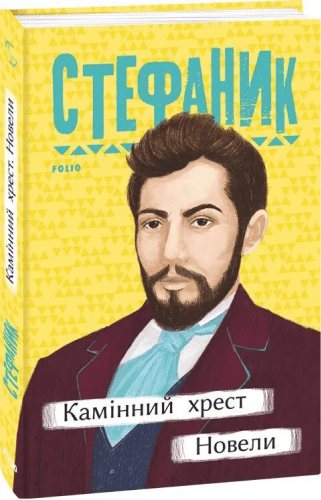 СТЕФАНИК
FOLIO
Камінний хрест
Новели
Камінний хрест. Новели
СТЕФАНИК